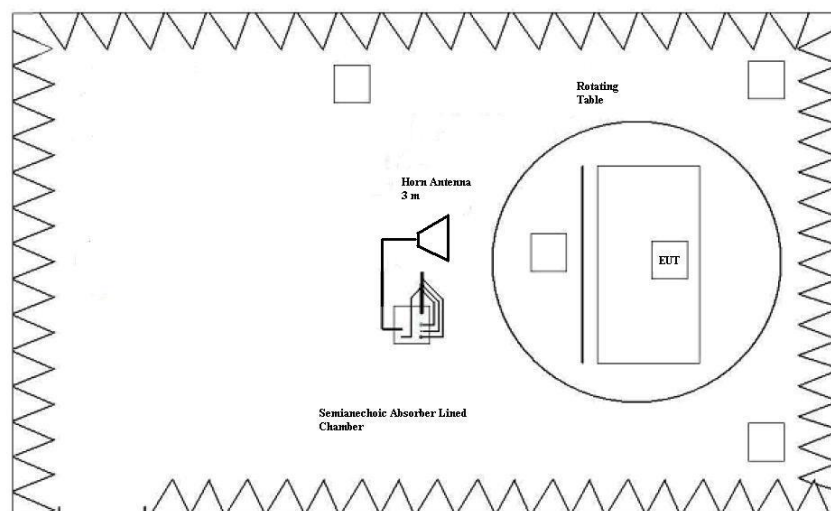 Rotating
Table
Horn Antenna
3 m
EUT
Semianechoic Absorber Lined
Chamber